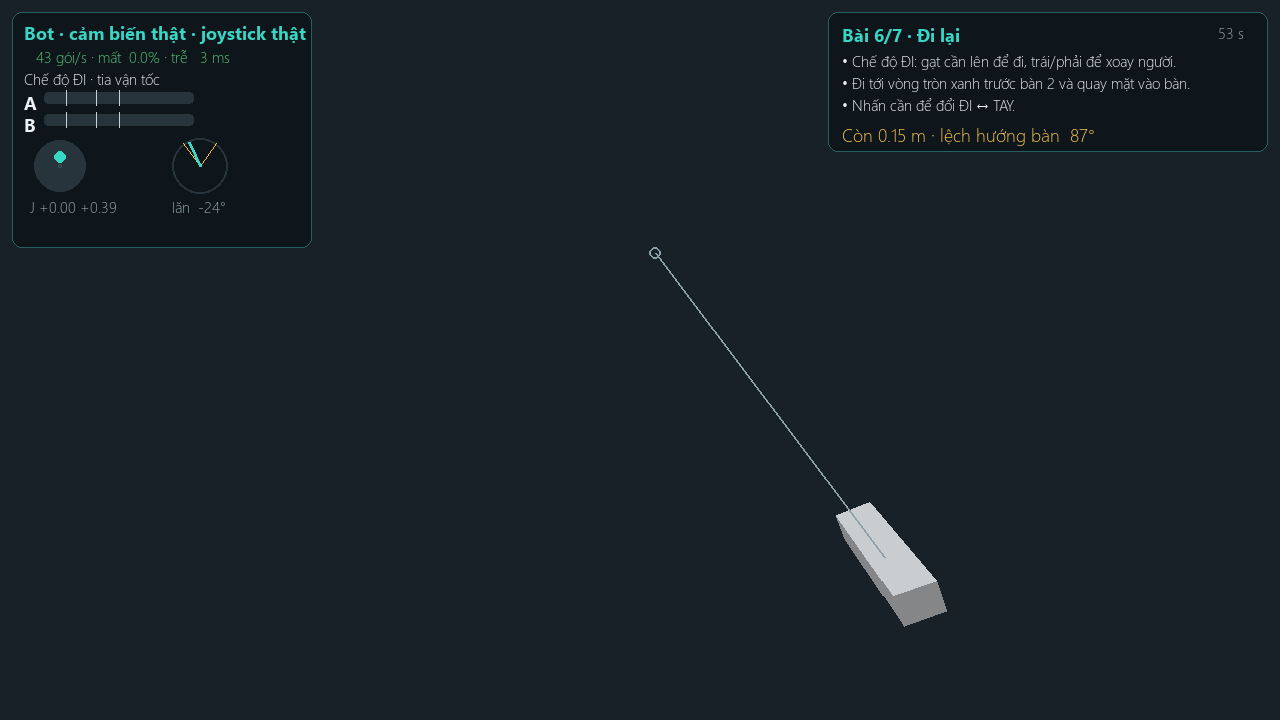 Bot · cảm biến thật · joystick thật
43 gói/s · mất 0.0% · trễ 3 ms
Chế độ ĐI · tia vận tốc
A
B
J +0.00 +0.39
lăn -24°
Bài 6/7 · Đi lại
53 s
• Chế độ ĐI: gạt cần lên để đi, trái/phải để xoay người.
• Đi tới vòng tròn xanh trước bàn 2 và quay mặt vào bàn.
• Nhấn cần để đổi ĐI ↔ TAY.
Còn 0.15 m · lệch hướng bàn 87°